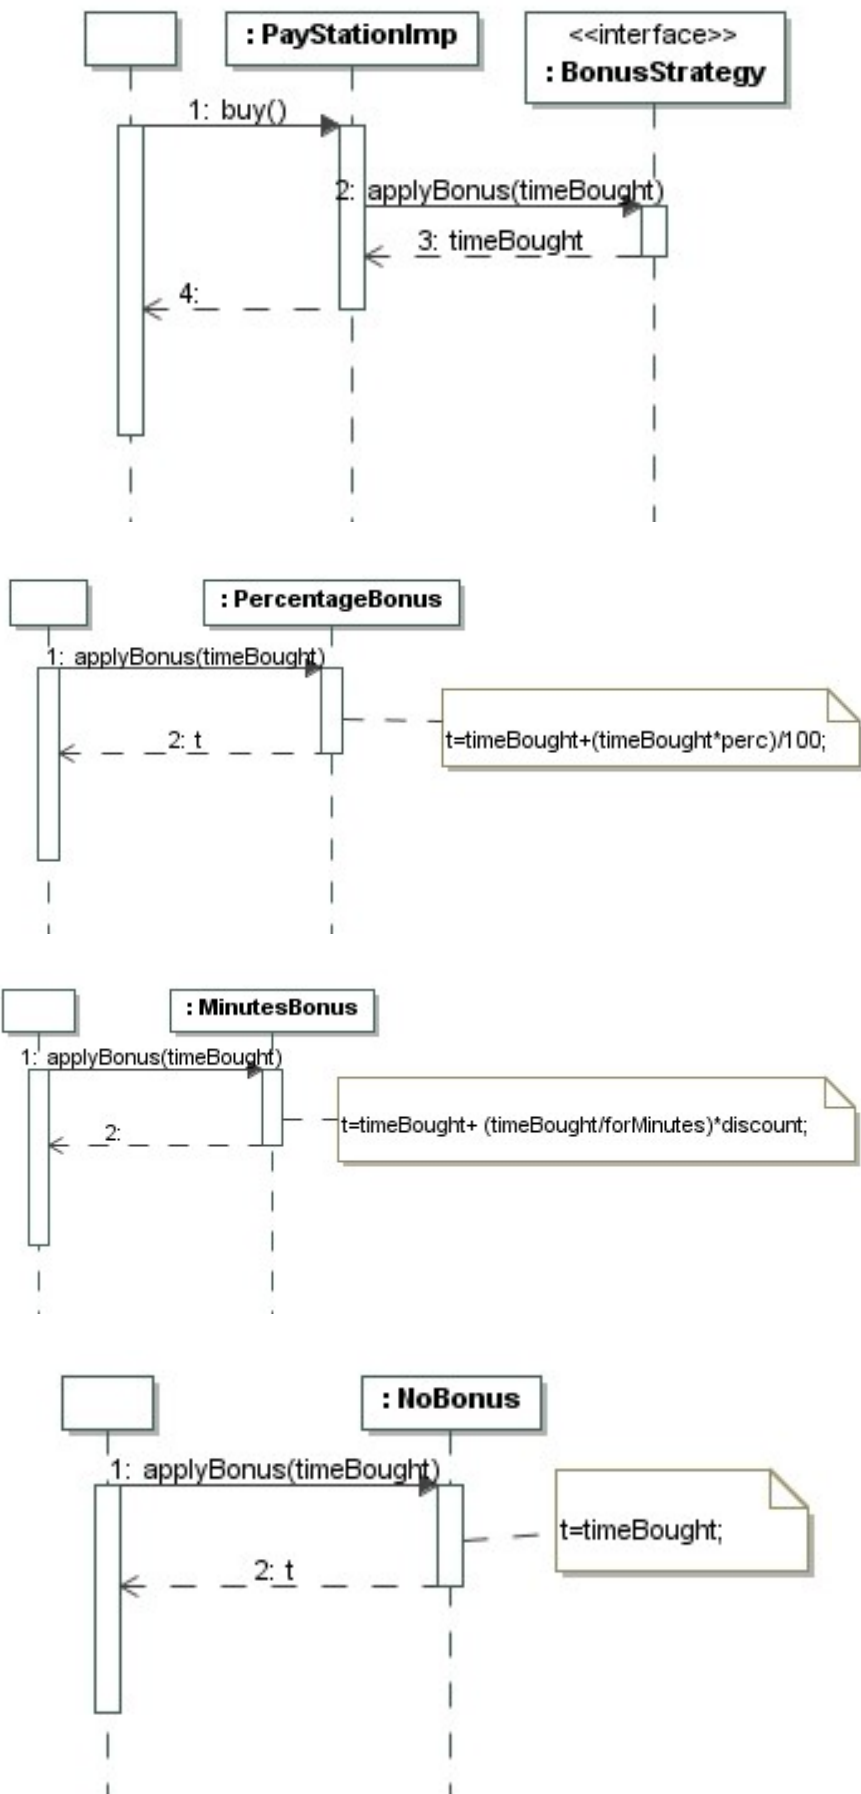 : PayStationImp
<<interface>>
: BonusStrategy
1: buy()
2: applyBonus(timeBought)
3: timeBought
4:
: PercentageBonus
1: applyBonus(timeBought)
t=timeBought+(timeBought*perc)/100;
2: t
: MinutesBonus
1: applyBonus(timeBought)
t=timeBought+ (timeBought/forMinutes)*discount;
2:
: NoBonus
1: applyBonus(timeBought)
t=timeBought;
2: t